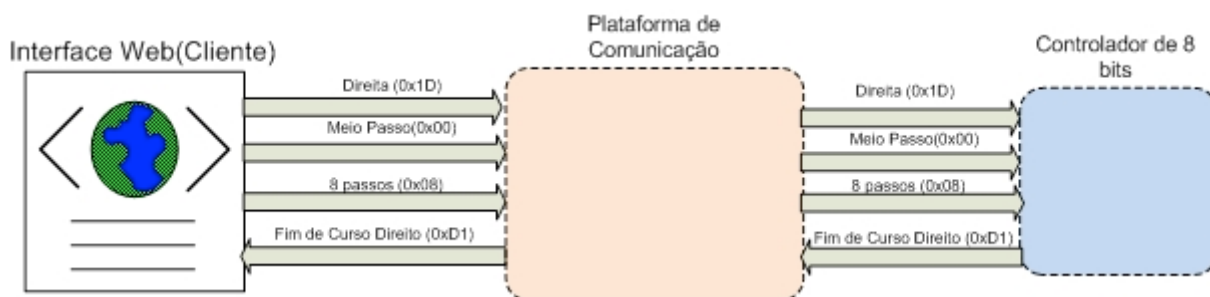 Interface Web(Cliente)
Plataforma de
Comunicação
Controlador de 8
bits
Direita (0x1D)
Meio Passo(0x00)
8 passos (0x08)
Fim de Curso Direito (0xD1)
Direita (0x1D)
Meio Passo(0x00)
8 passos (0x08)
Fim de Curso Direito (0xD1)